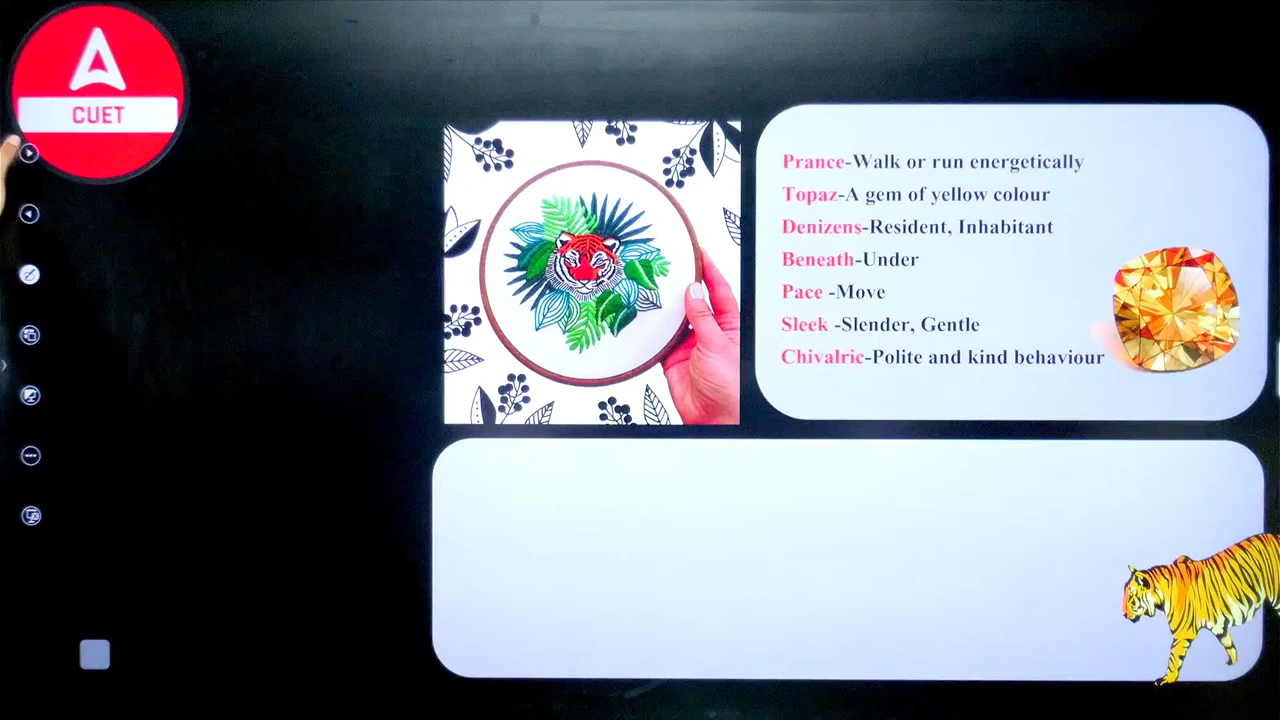 CUET
Prance-Walk or run energetically
Topaz-A gem of yellow colour
Denizens-Resident, Inhabitant
Beneath-Under
Pace -Move
Sleek -Slender, Gentle
Chivalric-Polite and kind behaviour